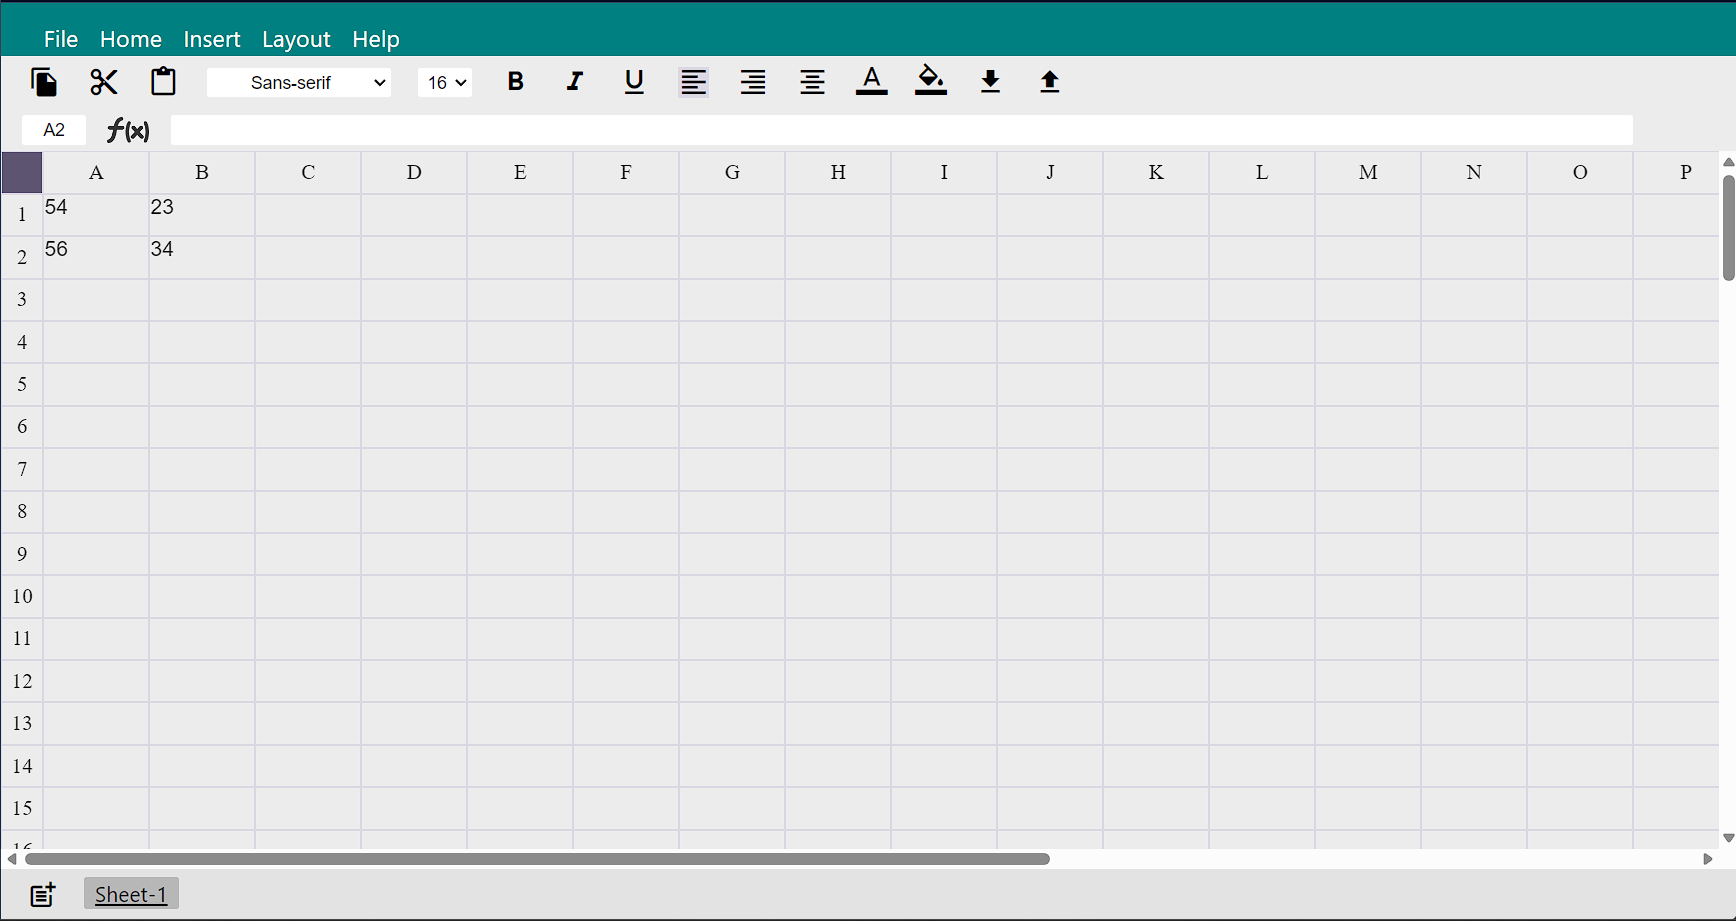 File Home Insert Layout Help
Sans-serif 16 B I U A
A2 f(x)
A B C D E F G H I J K L M N O P
1 54 23
2 56 34
3
4
5
6
7
8
9
10
11
12
13
14
15
16
Sheet-1